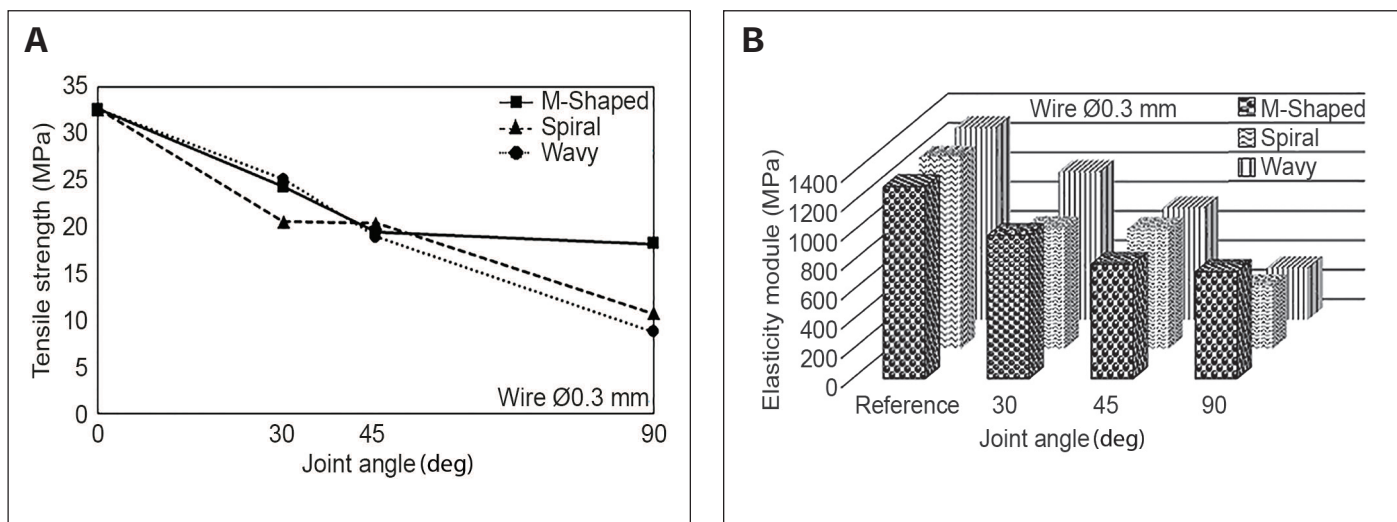 A
Tensile strength (MPa)
35
30
25
20
15
10
5
0
M-Shaped
Spiral
Wavy
Wire Ø0.3 mm
0 30 45 90
Joint angle (deg)
B
Elasticity module (MPa)
1400
1200
1000
800
600
400
200
0
Wire Ø0.3 mm
M-Shaped
Spiral
Wavy
Reference 30 45 90
Joint angle (deg)